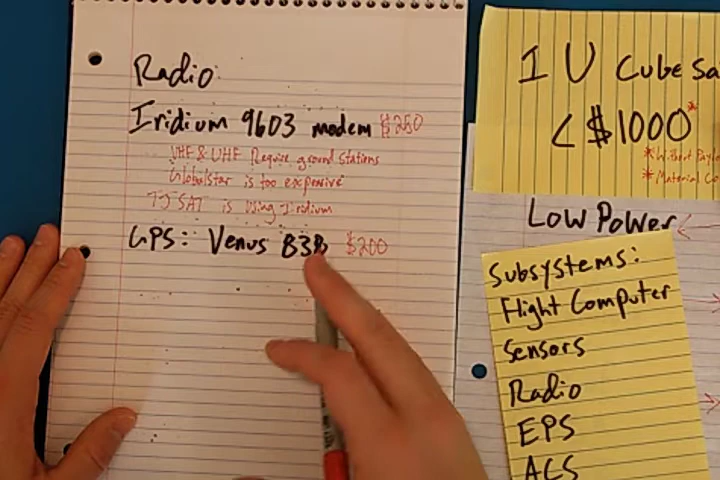 Radio
Iridium 9603 modem $250
VHF & UHF Require ground stations
Globalstar is too expensive
TJ SAT is Using Iridium
GPS: Venus 838 $200
1 U Cube Sa
< $1000*
* Without Paylo
* Material Co
Low Power
Subsystems:
Flight Computer
Sensors
Radio
EPS
ACS